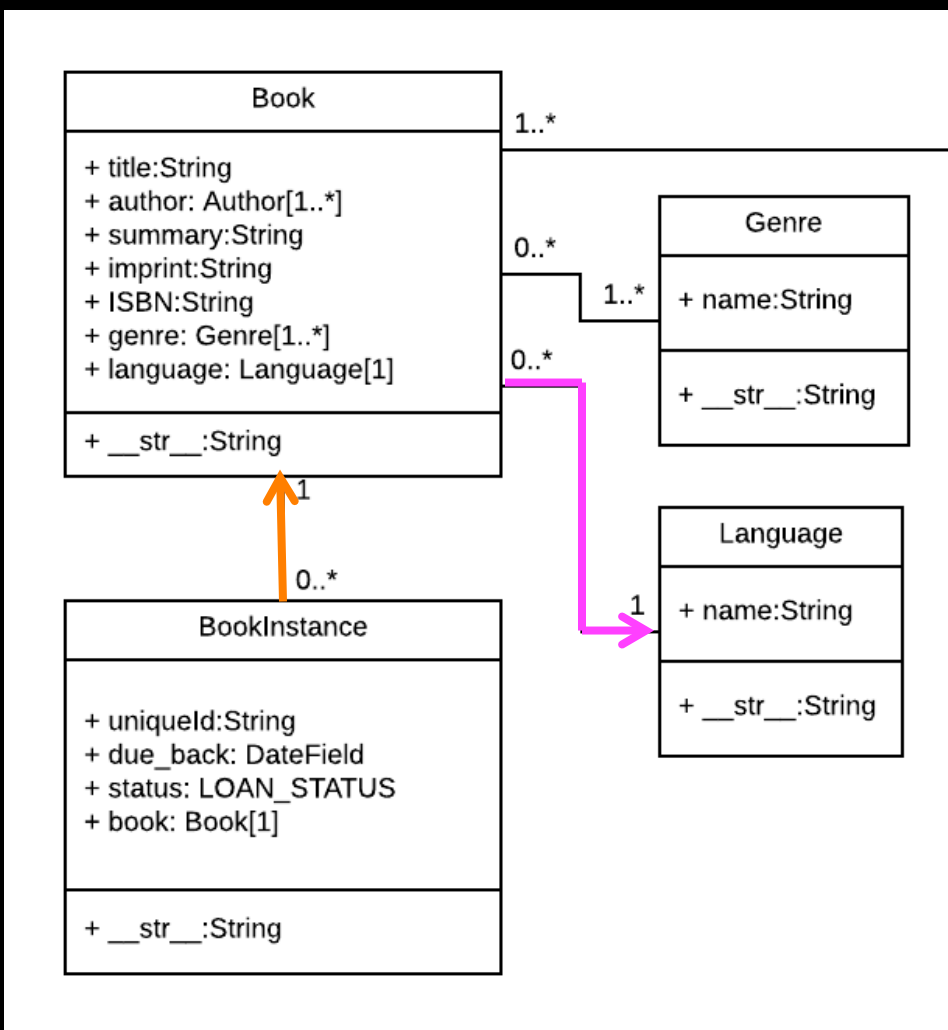 Book
+ title:String
+ author: Author[1..*]
+ summary:String
+ imprint:String
+ ISBN:String
+ genre: Genre[1..*]
+ language: Language[1]
+ __str__:String
1..*
0..*
1..*
0..*
1
Genre
+ name:String
+ __str__:String
Language
+ name:String
+ __str__:String
1
0..*
BookInstance
+ uniqueId:String
+ due_back: DateField
+ status: LOAN_STATUS
+ book: Book[1]
+ __str__:String